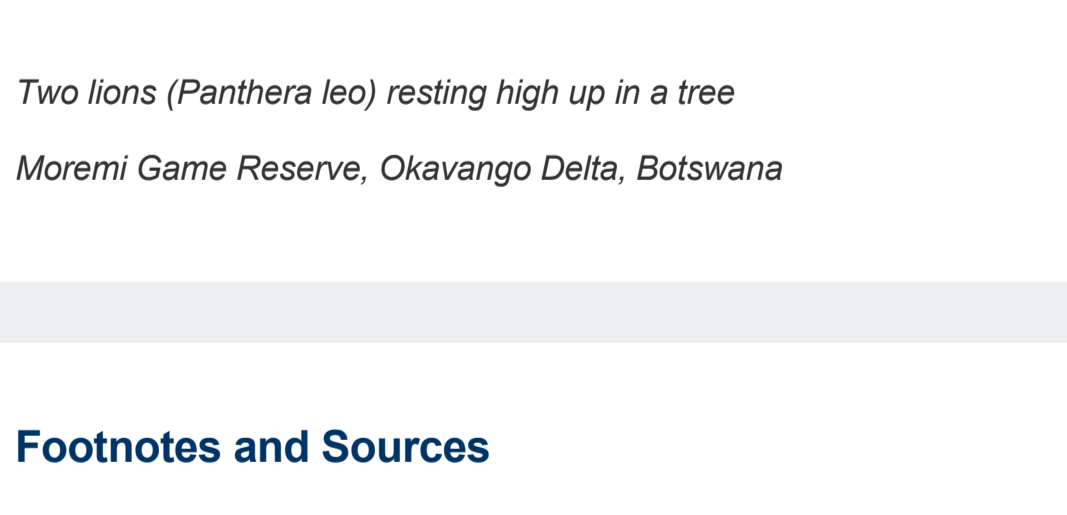 Two lions (Panthera leo) resting high up in a tree
Moremi Game Reserve, Okavango Delta, Botswana
Footnotes and Sources